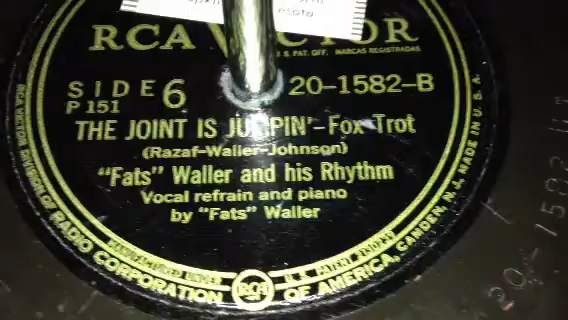 RCA VICTOR
U.S. PAT. OFF. MARCAS REGISTRADAS
SIDE 6
20-1582-B
P 151
THE JOINT IS JUMPIN'-Fox Trot
(Razaf-Waller-Johnson)
"Fats" Waller and his Rhythm
Vocal refrain and piano
by "Fats" Waller
RCA VICTOR DIVISION OF RADIO CORPORATION OF AMERICA, CAMDEN, N. J., MADE IN U.S.A.
RCA